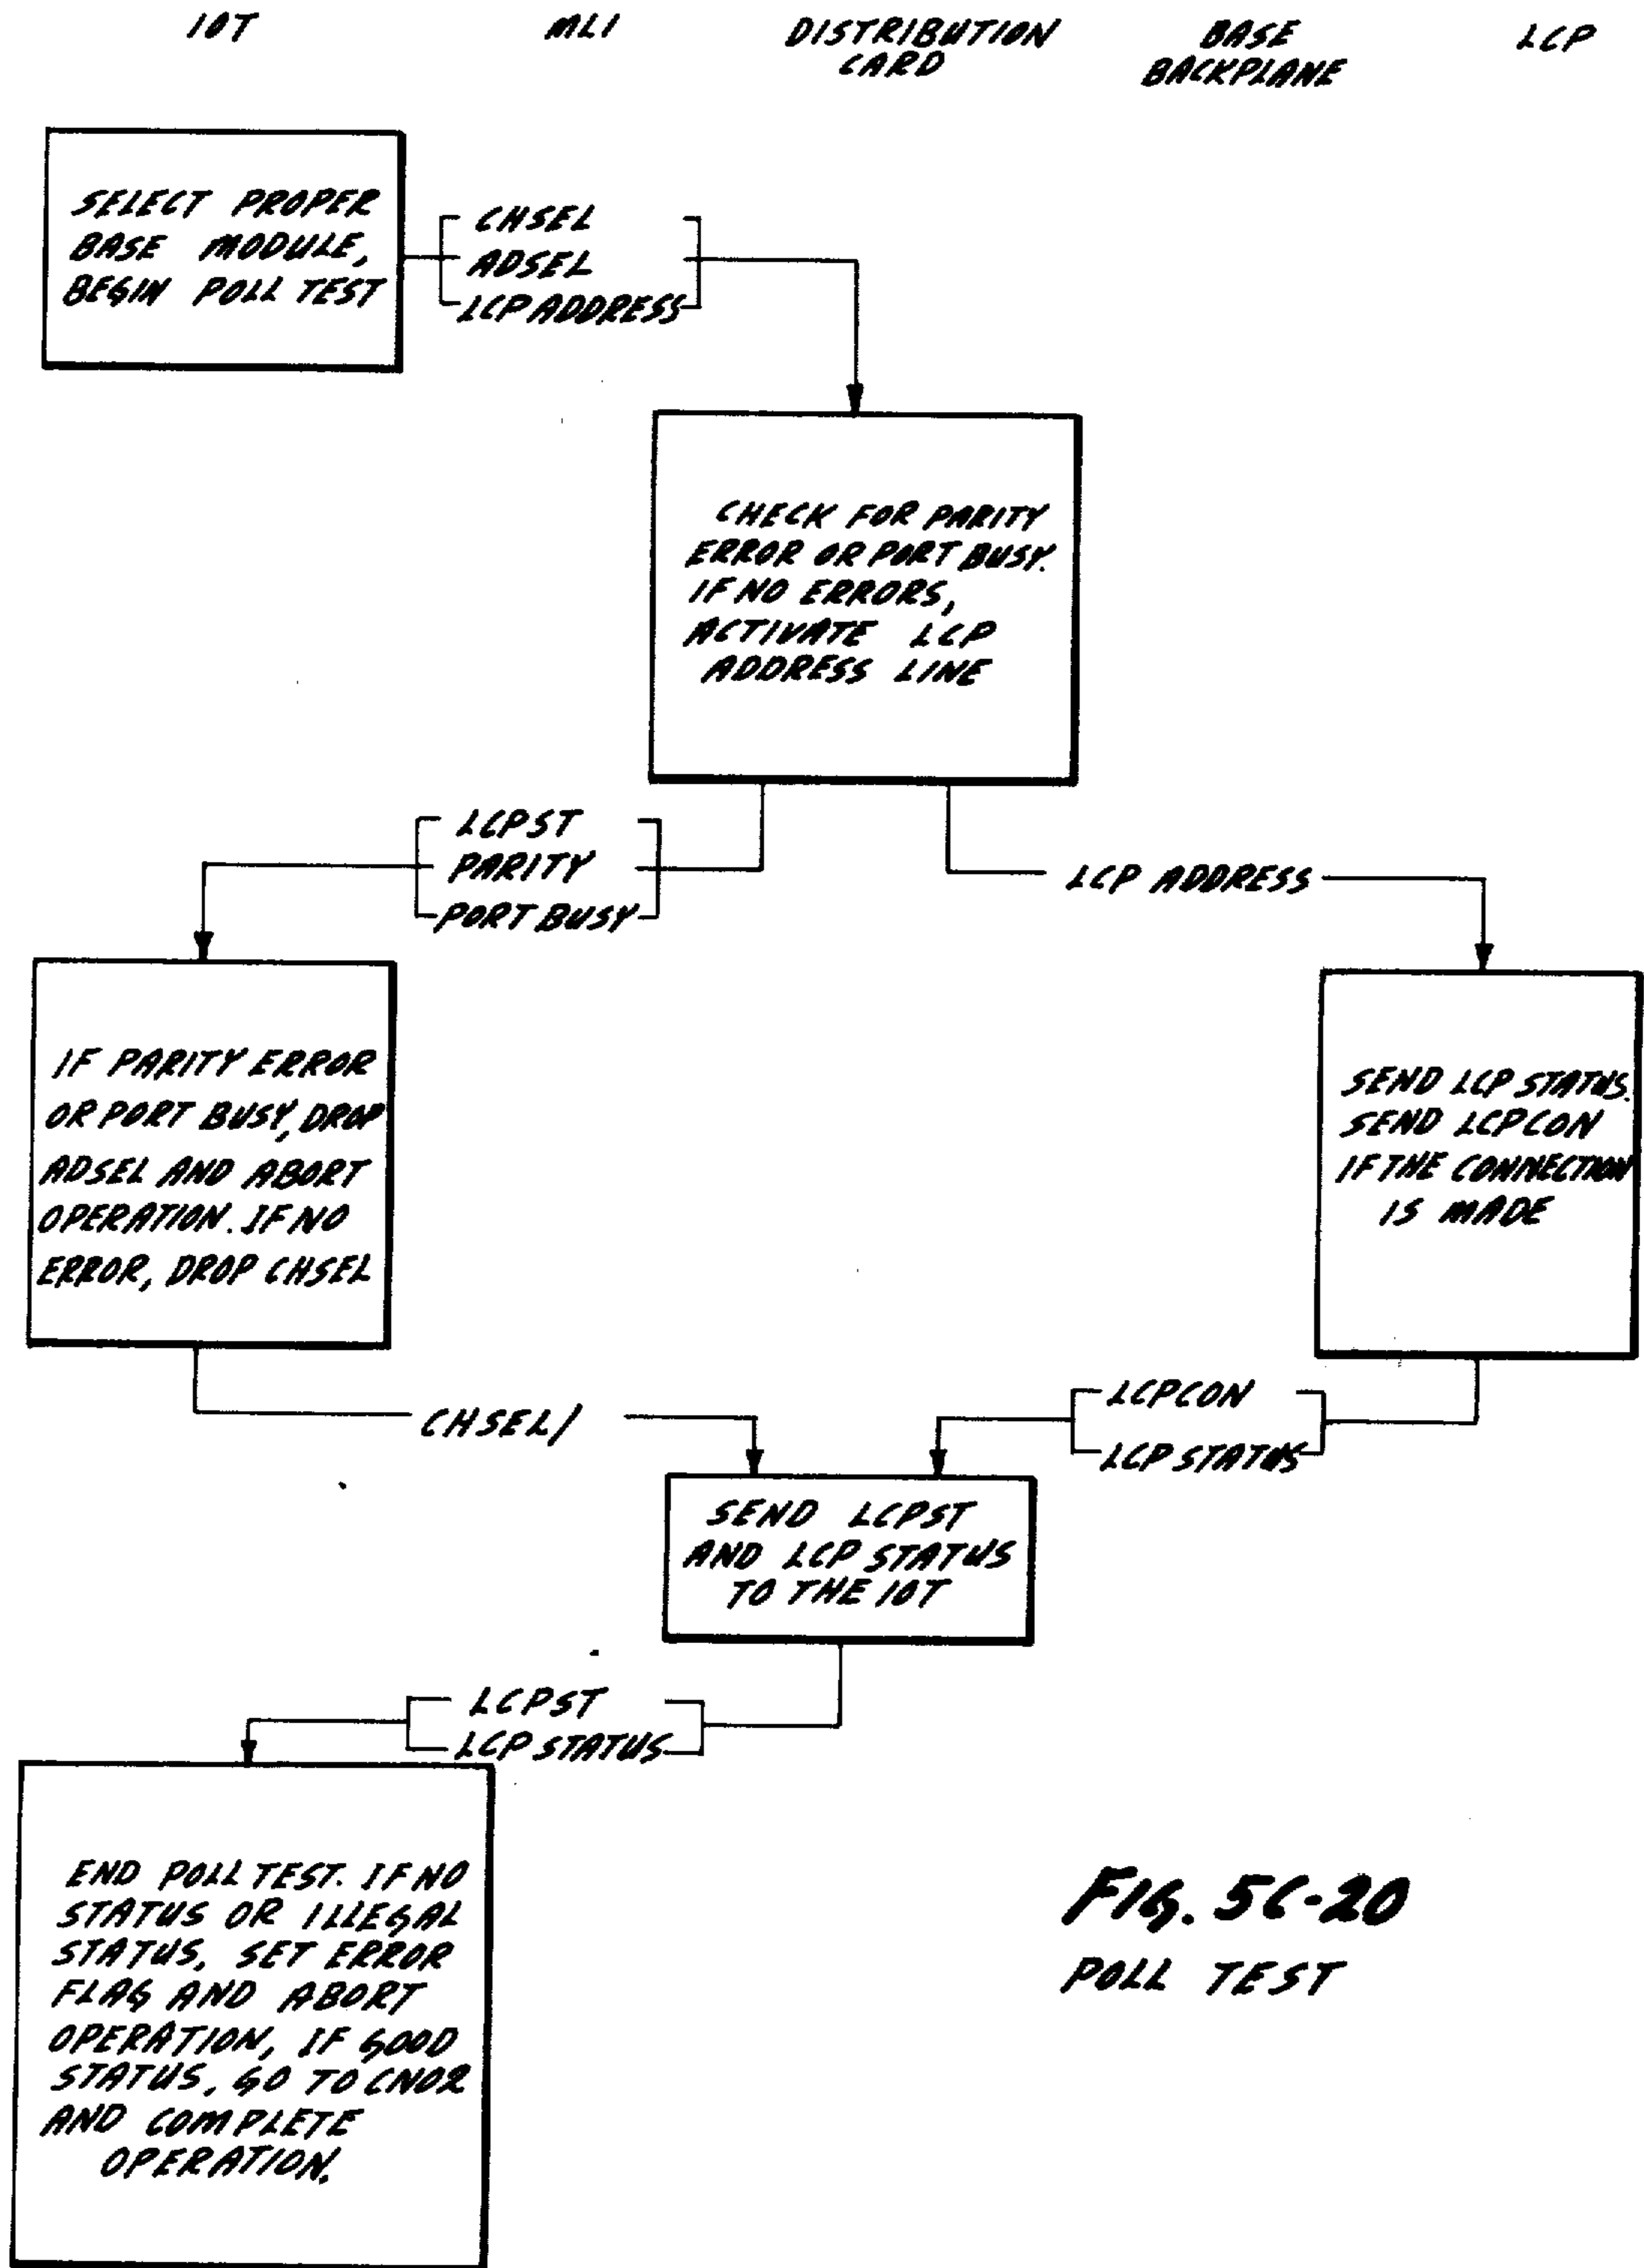 IOT
MLI
DISTRIBUTION
CARD
BASE
BACKPLANE
LCP
SELECT PROPER
BASE MODULE,
BEGIN POLL TEST
CHSEL
ADSEL
LCP ADDRESS
CHECK FOR PARITY
ERROR OR PORT BUSY.
IF NO ERRORS,
ACTIVATE LCP
ADDRESS LINE
LCPST
PARITY
PORT BUSY
LCP ADDRESS
IF PARITY ERROR
OR PORT BUSY, DROP
ADSEL AND ABORT
OPERATION. IF NO
ERROR, DROP CHSEL
SEND LCP STATUS.
SEND LCPCON
IF THE CONNECTION
IS MADE
CHSEL/
LCPCON
LCP STATUS
SEND LCPST
AND LCP STATUS
TO THE IOT
LCPST
LCP STATUS
END POLL TEST. IF NO
STATUS OR ILLEGAL
STATUS, SET ERROR
FLAG AND ABORT
OPERATION, IF GOOD
STATUS, GO TO CNO2
AND COMPLETE
OPERATION.
FIG. 5C-20
POLL TEST